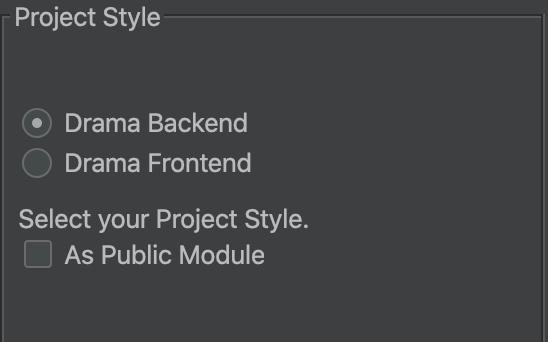 Project Style
Drama Backend
Drama Frontend
Select your Project Style.
As Public Module